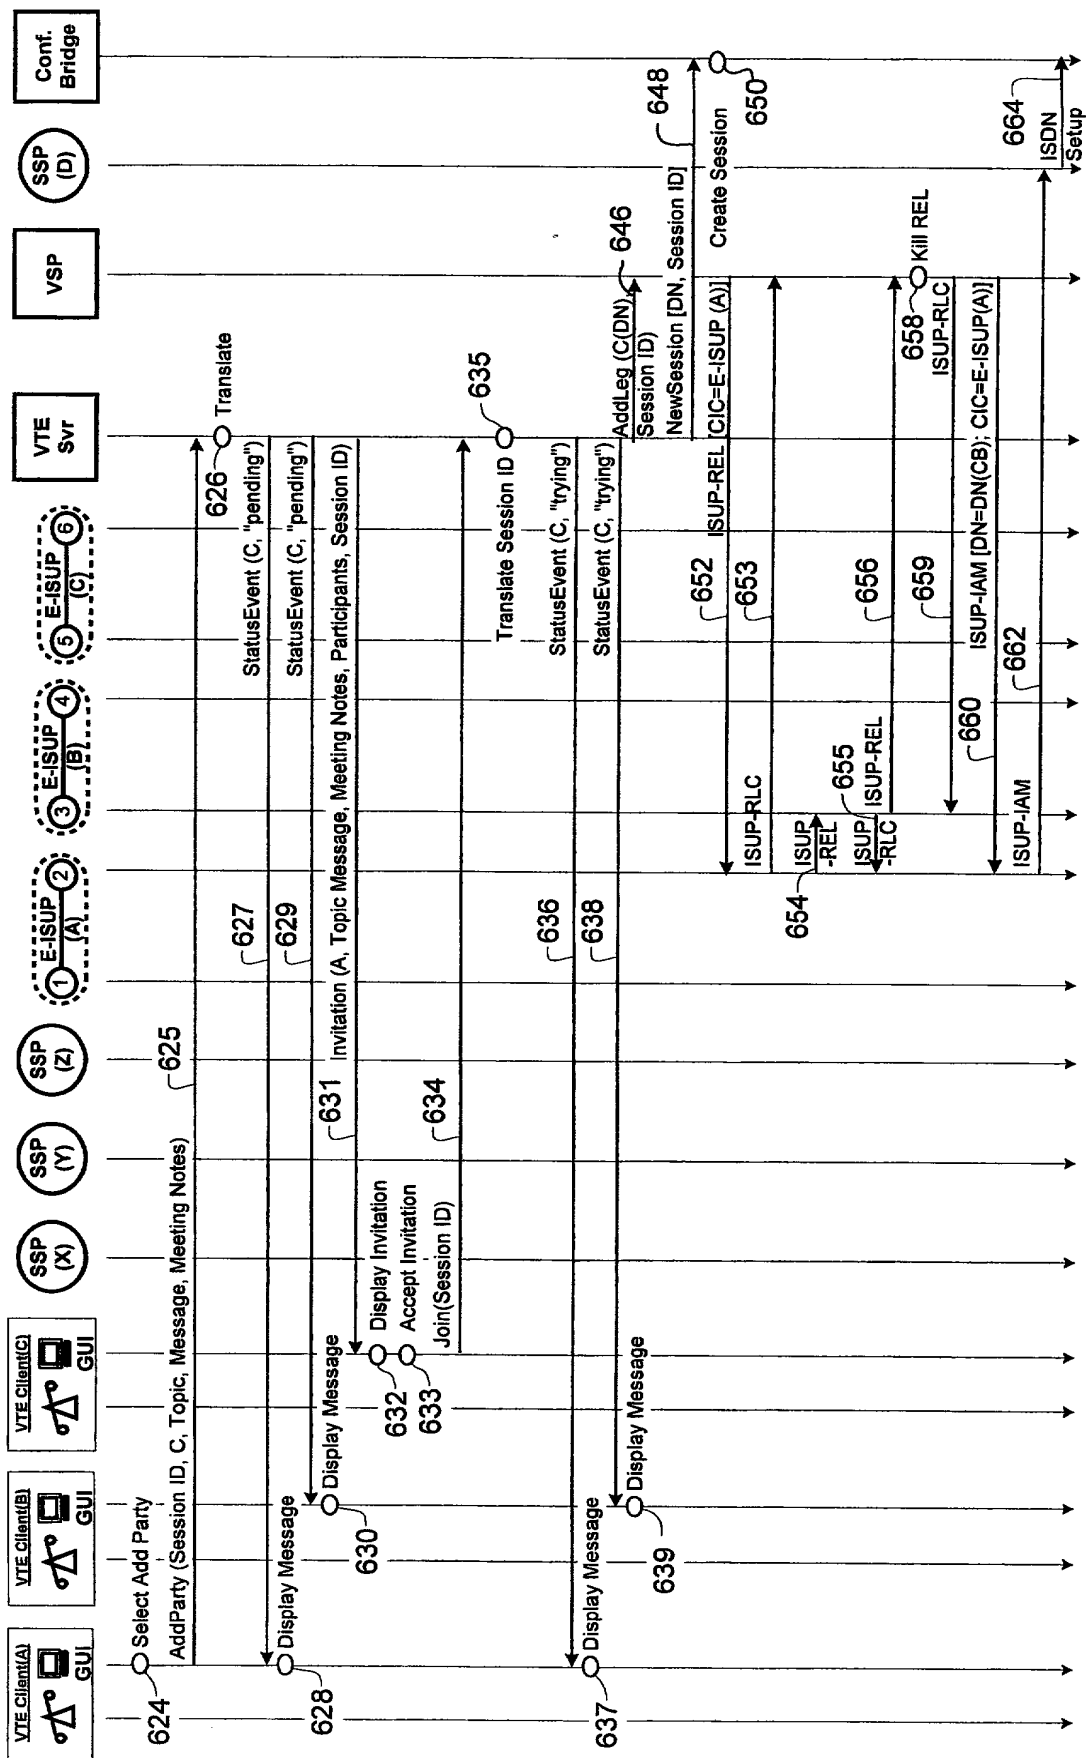 VTE Client(A)
GUI
VTE Client(B)
GUI
VTE Client(C)
GUI
SSP
(X)
SSP
(Y)
SSP
(Z)
1
E-ISUP
(A)
2
3
E-ISUP
(B)
4
5
E-ISUP
(C)
6
VTE
Svr
VSP
SSP
(D)
Conf.
Bridge
Select Add Party
624
AddParty (Session ID, C, Topic, Message, Meeting Notes)
625
626
Translate
StatusEvent (C, "pending")
627
Display Message
628
StatusEvent (C, "pending")
629
Display Message
630
Invitation (A, Topic Message, Meeting Notes, Participants, Session ID)
631
Display Invitation
632
Accept Invitation
633
Join(Session ID)
634
635
Translate Session ID
StatusEvent (C, "trying")
636
Display Message
637
StatusEvent (C, "trying")
638
Display Message
639
AddLeg (C(DN),
Session ID)
646
NewSession [DN, Session ID]
648
Create Session
650
ISUP-REL [CIC=E-ISUP (A)]
652
ISUP-RLC
653
ISUP
-REL
654
ISUP
-RLC
655
ISUP-REL
656
Kill REL
658
ISUP-RLC
659
ISUP-IAM [DN=DN(CB); CIC=E-ISUP(A)]
660
ISUP-IAM
662
ISDN
Setup
664